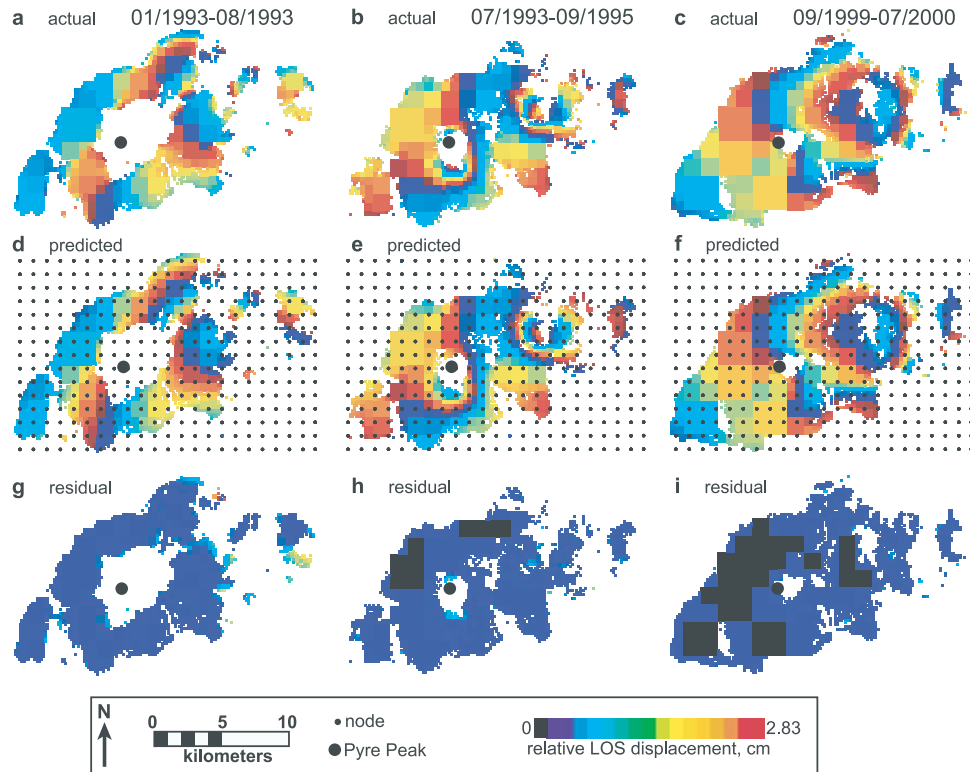 a actual 01/1993-08/1993
b actual 07/1993-09/1995
c actual 09/1999-07/2000
d predicted
e predicted
f predicted
g residual
h residual
i residual
N
0 5 10
kilometers
node
Pyre Peak
0 2.83
relative LOS displacement, cm